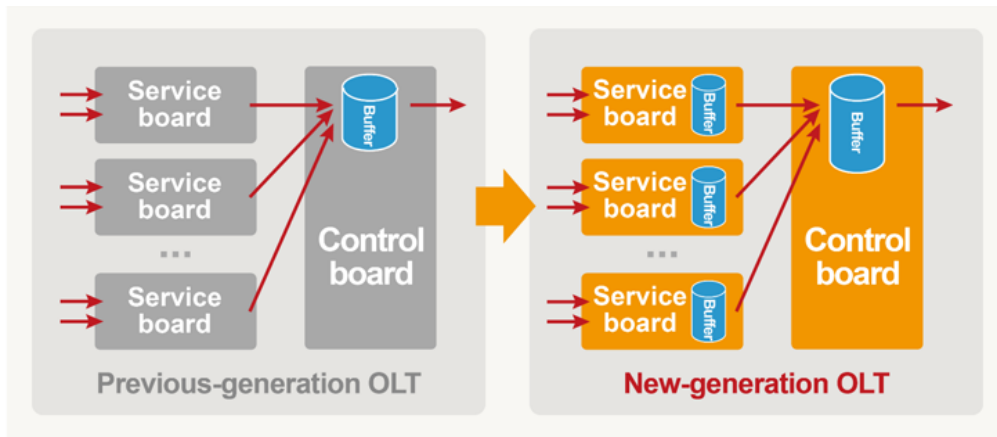 Service
board
Service
board
...
Service
board
Buffer
Control
board
Previous-generation OLT
Service
board
Buffer
Service
board
Buffer
...
Service
board
Buffer
Buffer
Control
board
New-generation OLT